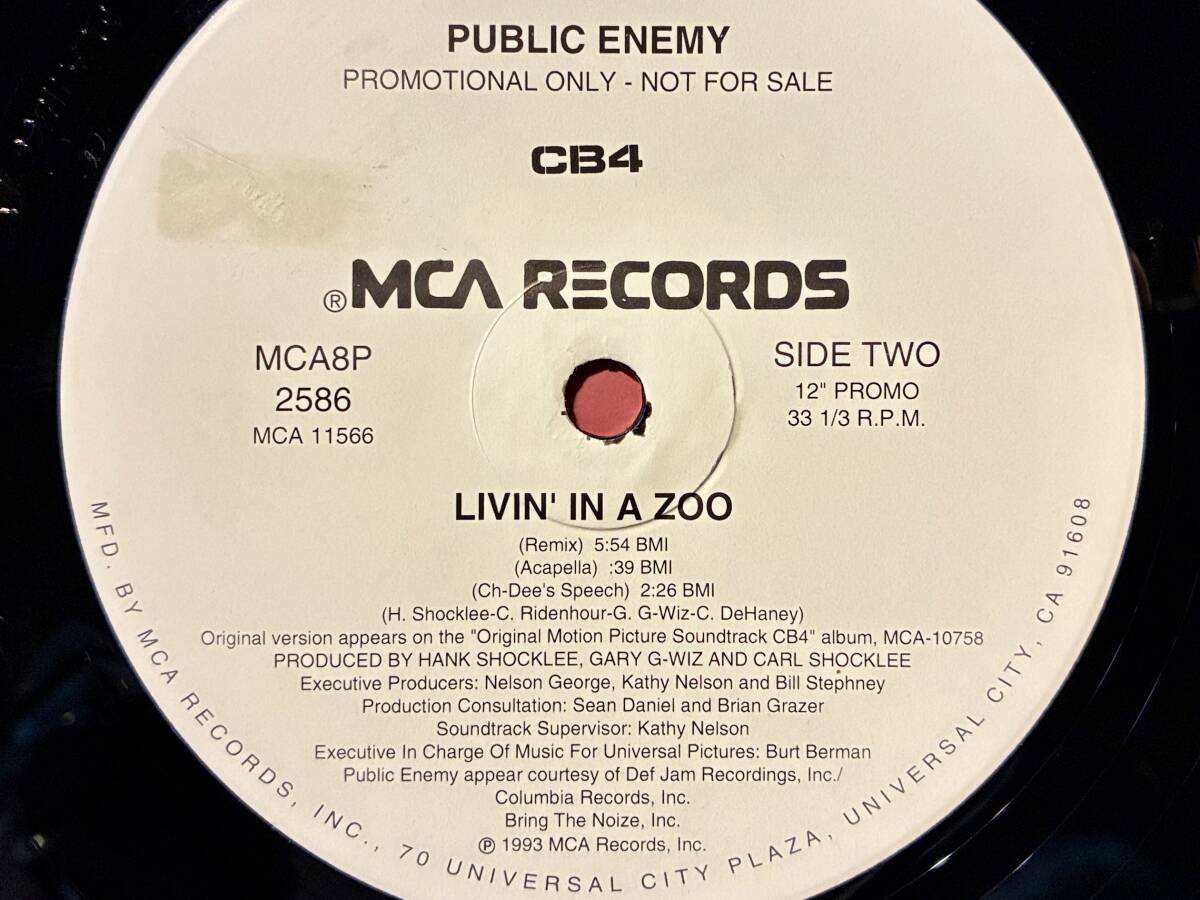 PUBLIC ENEMY
PROMOTIONAL ONLY - NOT FOR SALE
CB4
® MCA RECORDS
MCA8P
2586
MCA 11566
SIDE TWO
12" PROMO
33 1/3 R.P.M.
LIVIN' IN A ZOO
(Remix) 5:54 BMI
(Acapella) :39 BMI
(Ch-Dee's Speech) 2:26 BMI
(H. Shocklee-C. Ridenhour-G. G-Wiz-C. DeHaney)
Original version appears on the "Original Motion Picture Soundtrack CB4" album, MCA-10758
PRODUCED BY HANK SHOCKLEE, GARY G-WIZ AND CARL SHOCKLEE
Executive Producers: Nelson George, Kathy Nelson and Bill Stephney
Production Consultation: Sean Daniel and Brian Grazer
Soundtrack Supervisor: Kathy Nelson
Executive In Charge Of Music For Universal Pictures: Burt Berman
Public Enemy appear courtesy of Def Jam Recordings, Inc./
Columbia Records, Inc.
Bring The Noize, Inc.
℗ 1993 MCA Records, Inc.
MFD. BY MCA RECORDS, INC., 70 UNIVERSAL CITY PLAZA, UNIVERSAL CITY, CA 91608